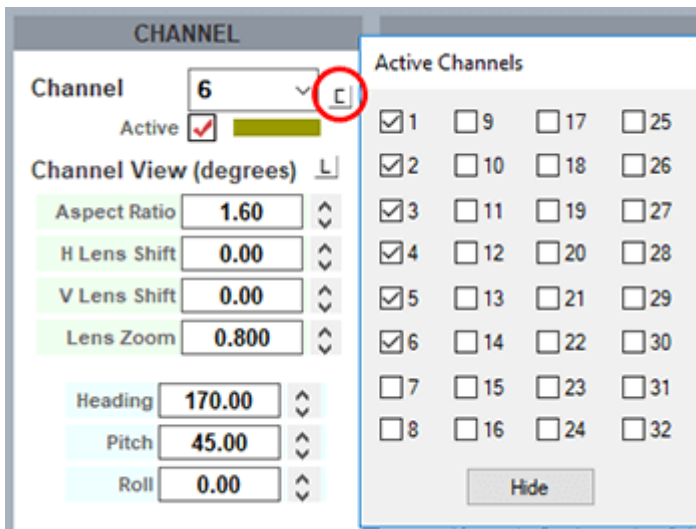 CHANNEL
Channel 6 C
Active
Channel View (degrees) L
Aspect Ratio 1.60
H Lens Shift 0.00
V Lens Shift 0.00
Lens Zoom 0.800
Heading 170.00
Pitch 45.00
Roll 0.00
Active Channels
1 9 17 25
2 10 18 26
3 11 19 27
4 12 20 28
5 13 21 29
6 14 22 30
7 15 23 31
8 16 24 32
Hide